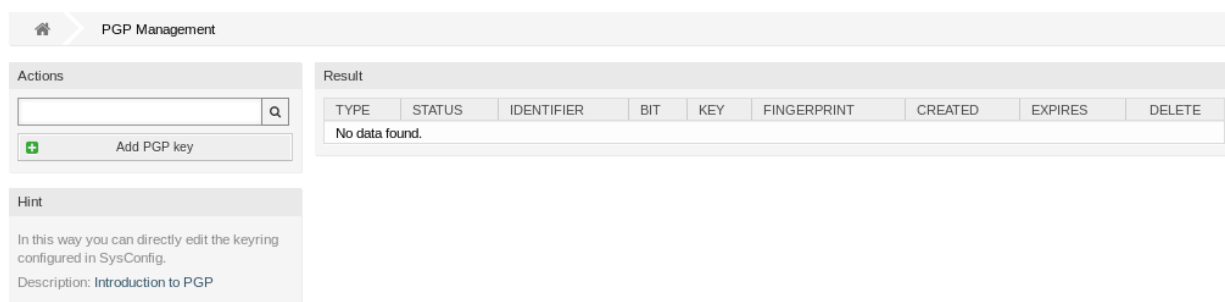 PGP Management
Actions
Add PGP key
Hint
In this way you can directly edit the keyring
configured in SysConfig.
Description: Introduction to PGP
Result
TYPE STATUS IDENTIFIER BIT KEY FINGERPRINT CREATED EXPIRES DELETE
No data found.